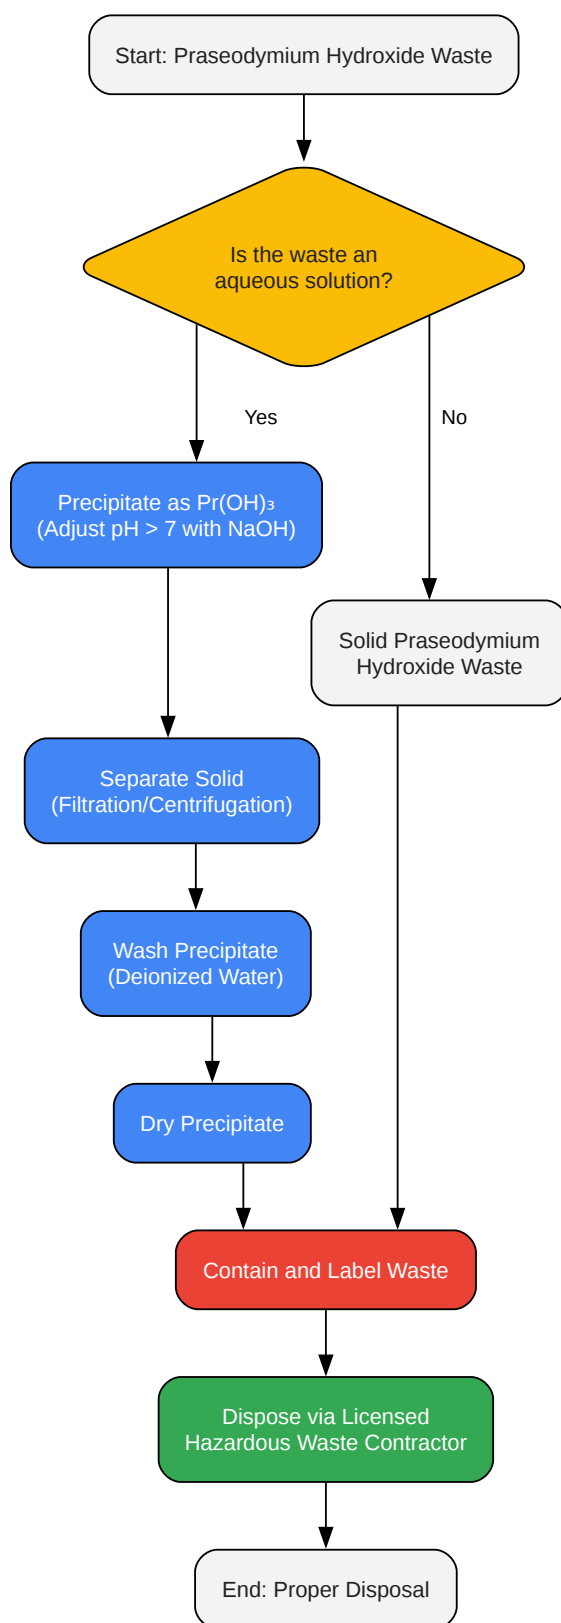 Start: Praseodymium Hydroxide Waste
Is the waste an
aqueous solution?
Yes
No
Precipitate as Pr(OH)₃
(Adjust pH > 7 with NaOH)
Solid Praseodymium
Hydroxide Waste
Separate Solid
(Filtration/Centrifugation)
Wash Precipitate
(Deionized Water)
Dry Precipitate
Contain and Label Waste
Dispose via Licensed
Hazardous Waste Contractor
End: Proper Disposal